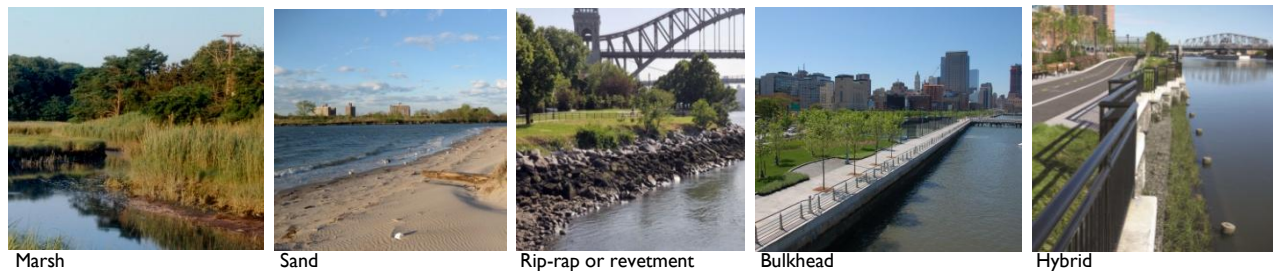 Marsh
Sand
Rip-rap or revetment
Bulkhead
Hybrid